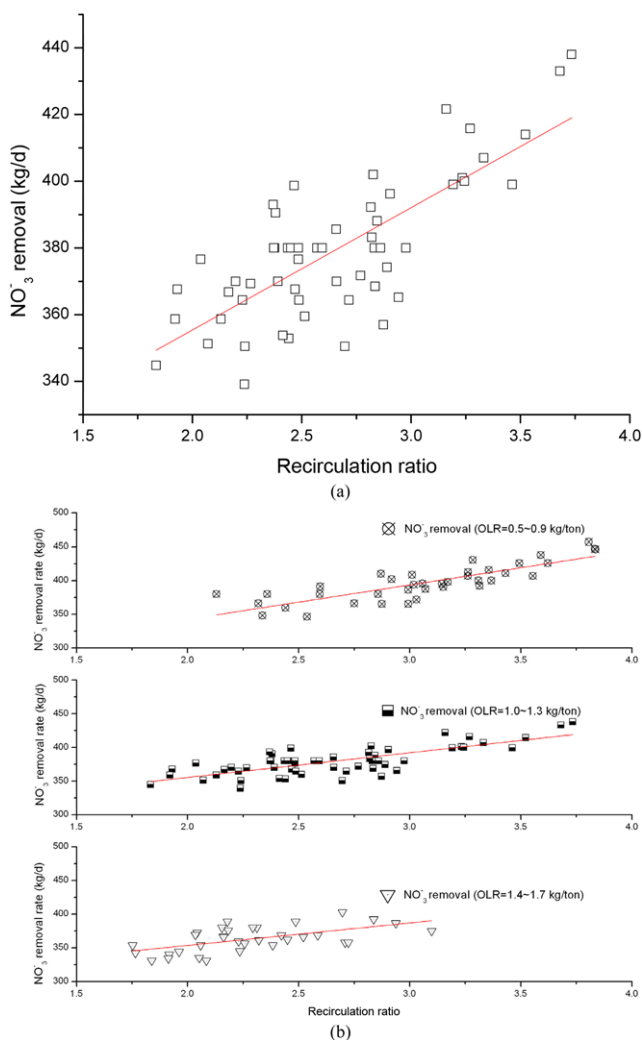 440
420
400
380
360
340
NO₃⁻ removal (kg/d)
1.5 2.0 2.5 3.0 3.5 4.0
Recirculation ratio
(a)
500
450
400
350
300
NO₃⁻ removal rate (kg/d)
NO₃⁻ removal (OLR=0.5~0.9 kg/ton)
1.5 2.0 2.5 3.0 3.5 4.0
500
450
400
350
300
NO₃⁻ removal rate (kg/d)
NO₃⁻ removal (OLR=1.0~1.3 kg/ton)
1.5 2.0 2.5 3.0 3.5 4.0
500
450
400
350
300
NO₃⁻ removal rate (kg/d)
NO₃⁻ removal (OLR=1.4~1.7 kg/ton)
1.5 2.0 2.5 3.0 3.5 4.0
Recirculation ratio
(b)